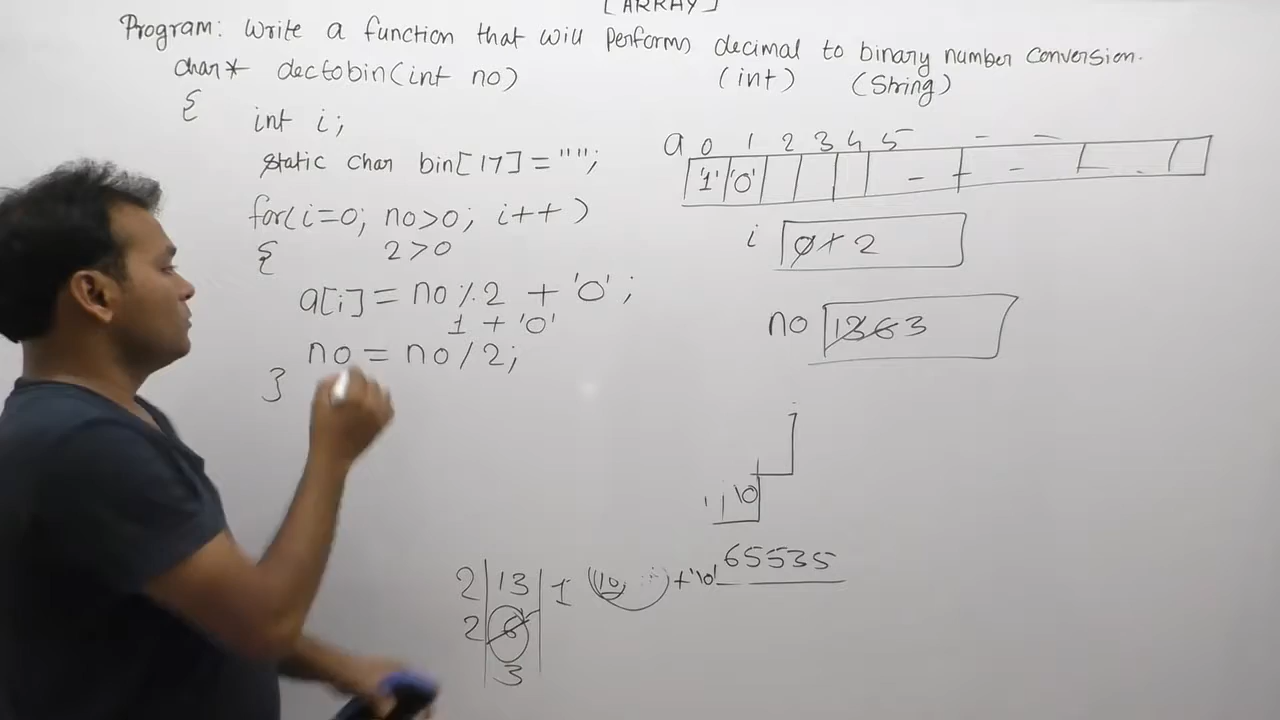 [ARRAY]
Program: Write a function that will Performs decimal to binary number conversion.
char* dectobin(int no) (int) (String)
{
int i;
static char bin[17]="";
a 0 1 2 3 4 5 - -
'1' '0' - - -
for(i=0; no>0; i++)
{ 2>0
i 0 1 2
a[i] = no%2 + '0';
1 + '0'
no 13 6 3
no = no/2;
}
1 10
65535
2 13 1
2 6
3